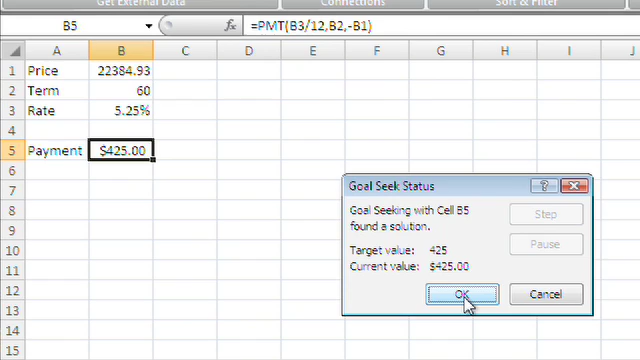 Get External Data Connections Sort & Filter
B5 fx =PMT(B3/12,B2,-B1)
A B C D E F G H I J
1 Price 22384.93
2 Term 60
3 Rate 5.25%
4
5 Payment $425.00
6
7
8
9
10
11
12
13
14
15
Goal Seek Status
Goal Seeking with Cell B5
found a solution.
Step
Pause
Target value: 425
Current value: $425.00
OK Cancel